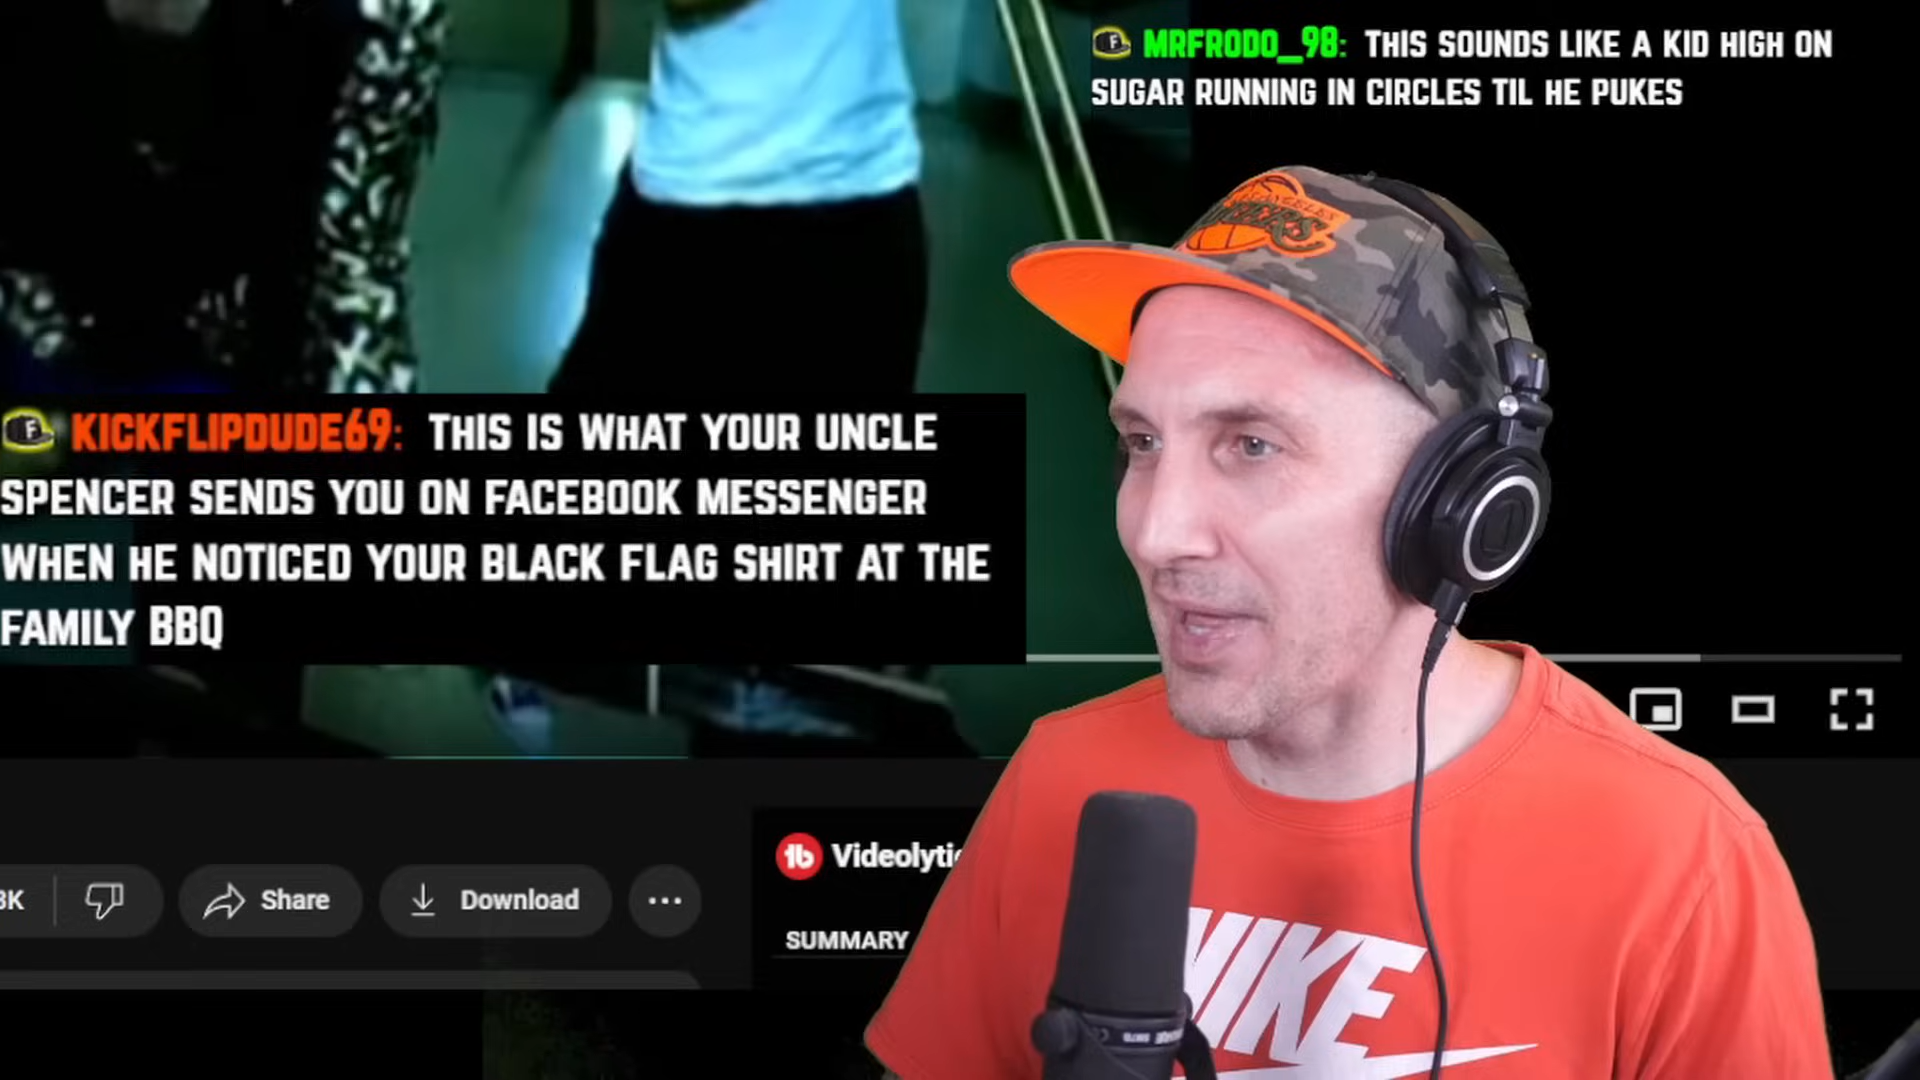 MRFRODO_98: THIS SOUNDS LIKE A KID HIGH ON
SUGAR RUNNING IN CIRCLES TIL HE PUKES
KICKFLIPDUDE69: THIS IS WHAT YOUR UNCLE
SPENCER SENDS YOU ON FACEBOOK MESSENGER
WHEN HE NOTICED YOUR BLACK FLAG SHIRT AT THE
FAMILY BBQ
Videolytic
3K
Share
Download
SUMMARY
NIKE